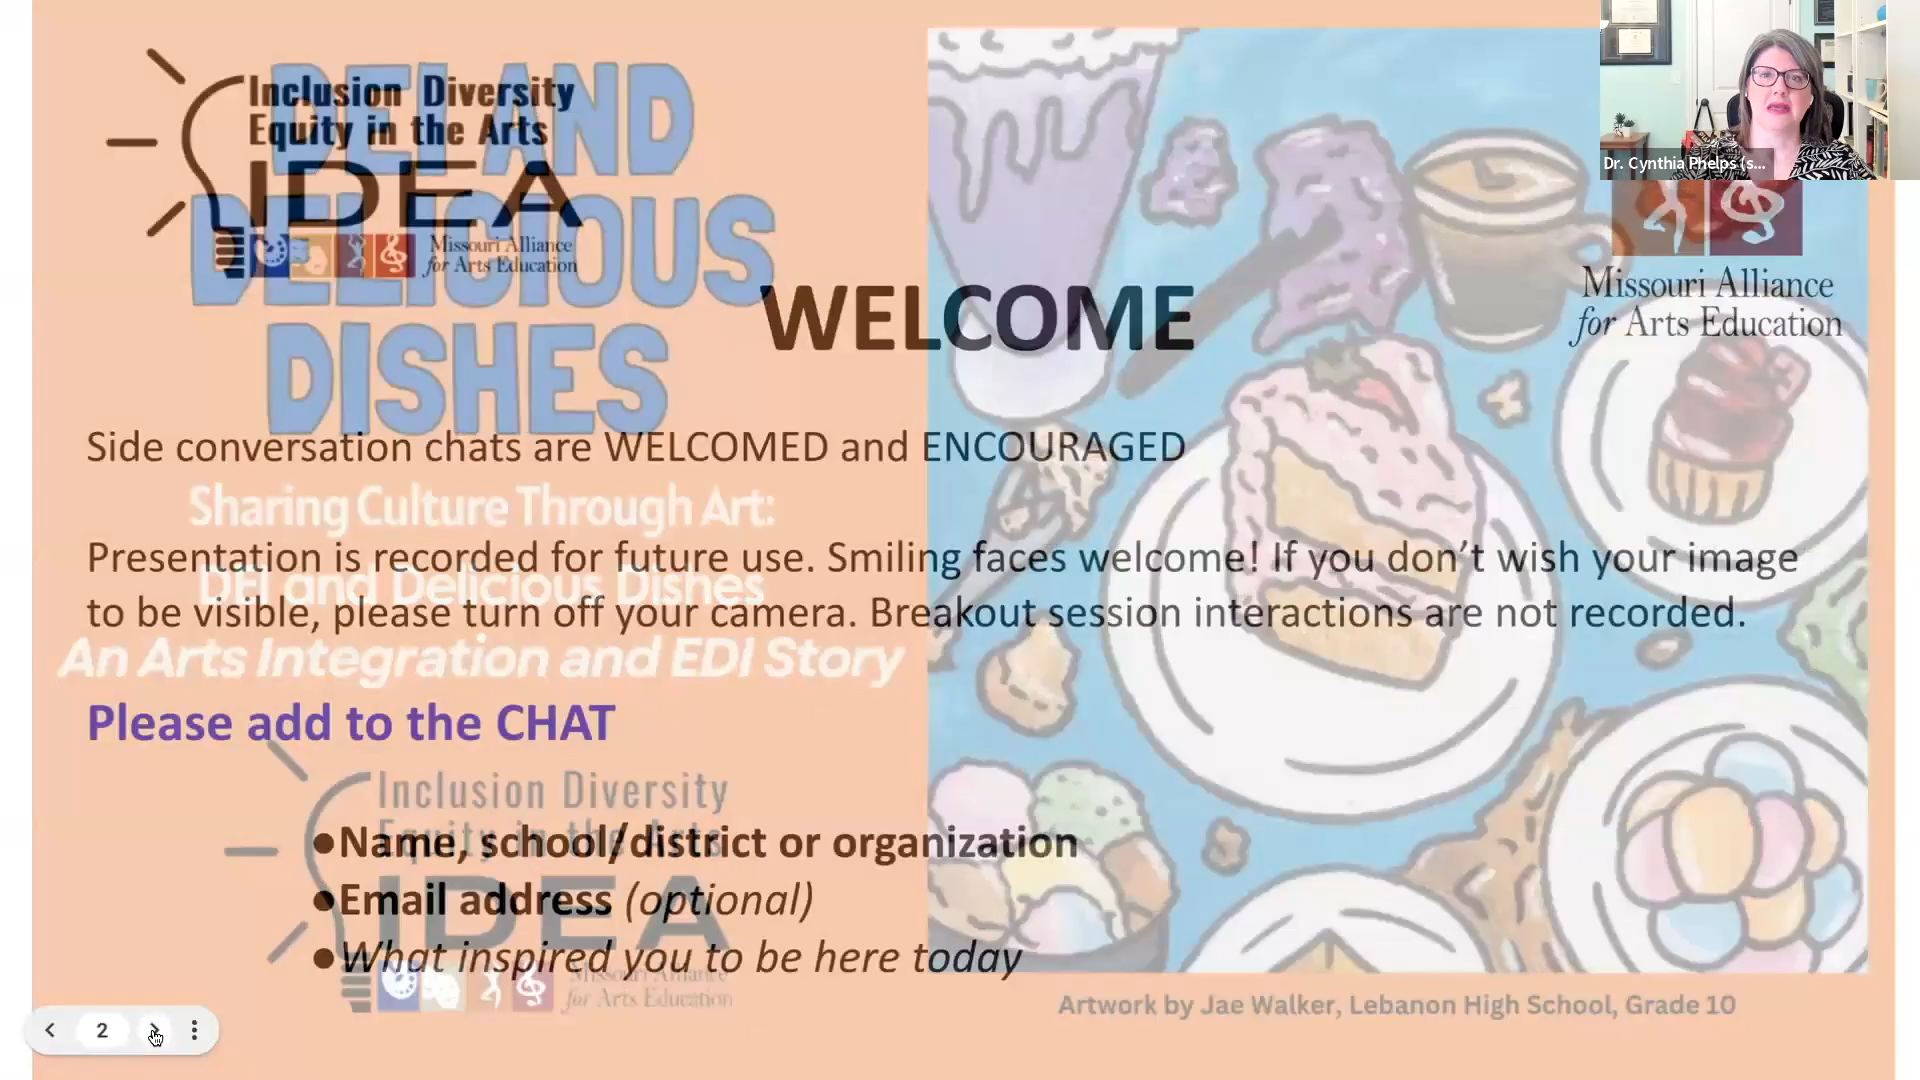 Inclusion Diversity
Equity in the Arts
IDEA
Missouri Alliance
for Arts Education
DEI AND
DELICIOUS
DISHES
Dr. Cynthia Phelps (s...
Missouri Alliance
for Arts Education
WELCOME
Side conversation chats are WELCOMED and ENCOURAGED
Sharing Culture Through Art:
DEI and Delicious Dishes
An Arts Integration and EDI Story
Presentation is recorded for future use. Smiling faces welcome! If you don’t wish your image
to be visible, please turn off your camera. Breakout session interactions are not recorded.
Please add to the CHAT
Inclusion Diversity
Equity in the Arts
IDEA
Missouri Alliance
for Arts Education
●Name, school/district or organization
●Email address (optional)
●What inspired you to be here today
Artwork by Jae Walker, Lebanon High School, Grade 10
2